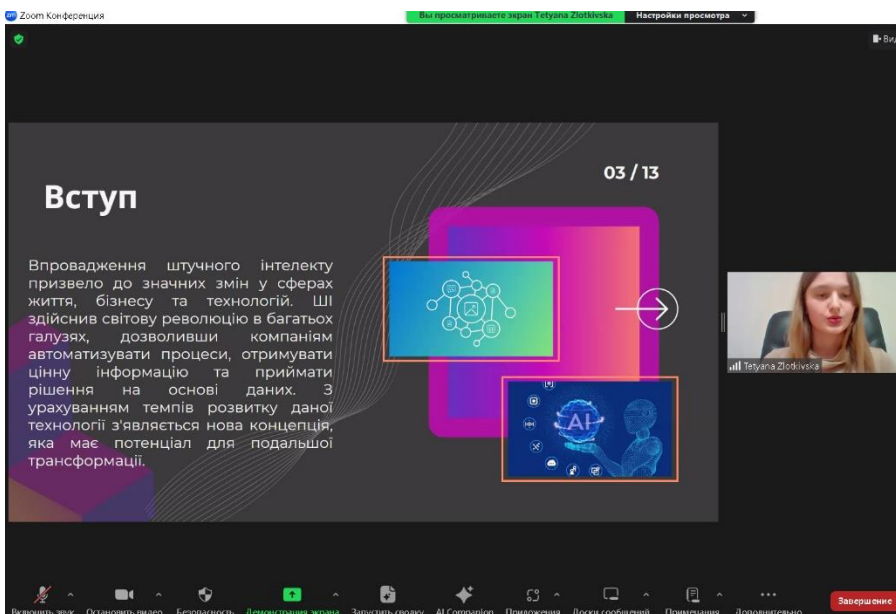 Zoom Конференция
Вы просматриваете экран Tetyana Zlotkivska
Настройки просмотра
Вид
03 / 13
Вступ
Впровадження штучного інтелекту
призвело до значних змін у сферах
життя, бізнесу та технологій. ШІ
здійснив світову революцію в багатьох
галузях, дозволивши компаніям
автоматизувати процеси, отримувати
цінну інформацію та приймати
рішення на основі даних. З
урахуванням темпів розвитку даної
технології з'являється нова концепція,
яка має потенціал для подальшої
трансформації.
AI
Tetyana Zlotkivska
Включить звук
Остановить видео
Безопасность
Демонстрация экрана
Запустить сводку
AI Companion
Приложения
Доски сообщений
Примечания
Дополнительно
Завершение